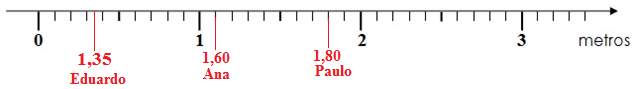 0 1 2 3 metros
1,35 1,60 1,80
Eduardo Ana Paulo